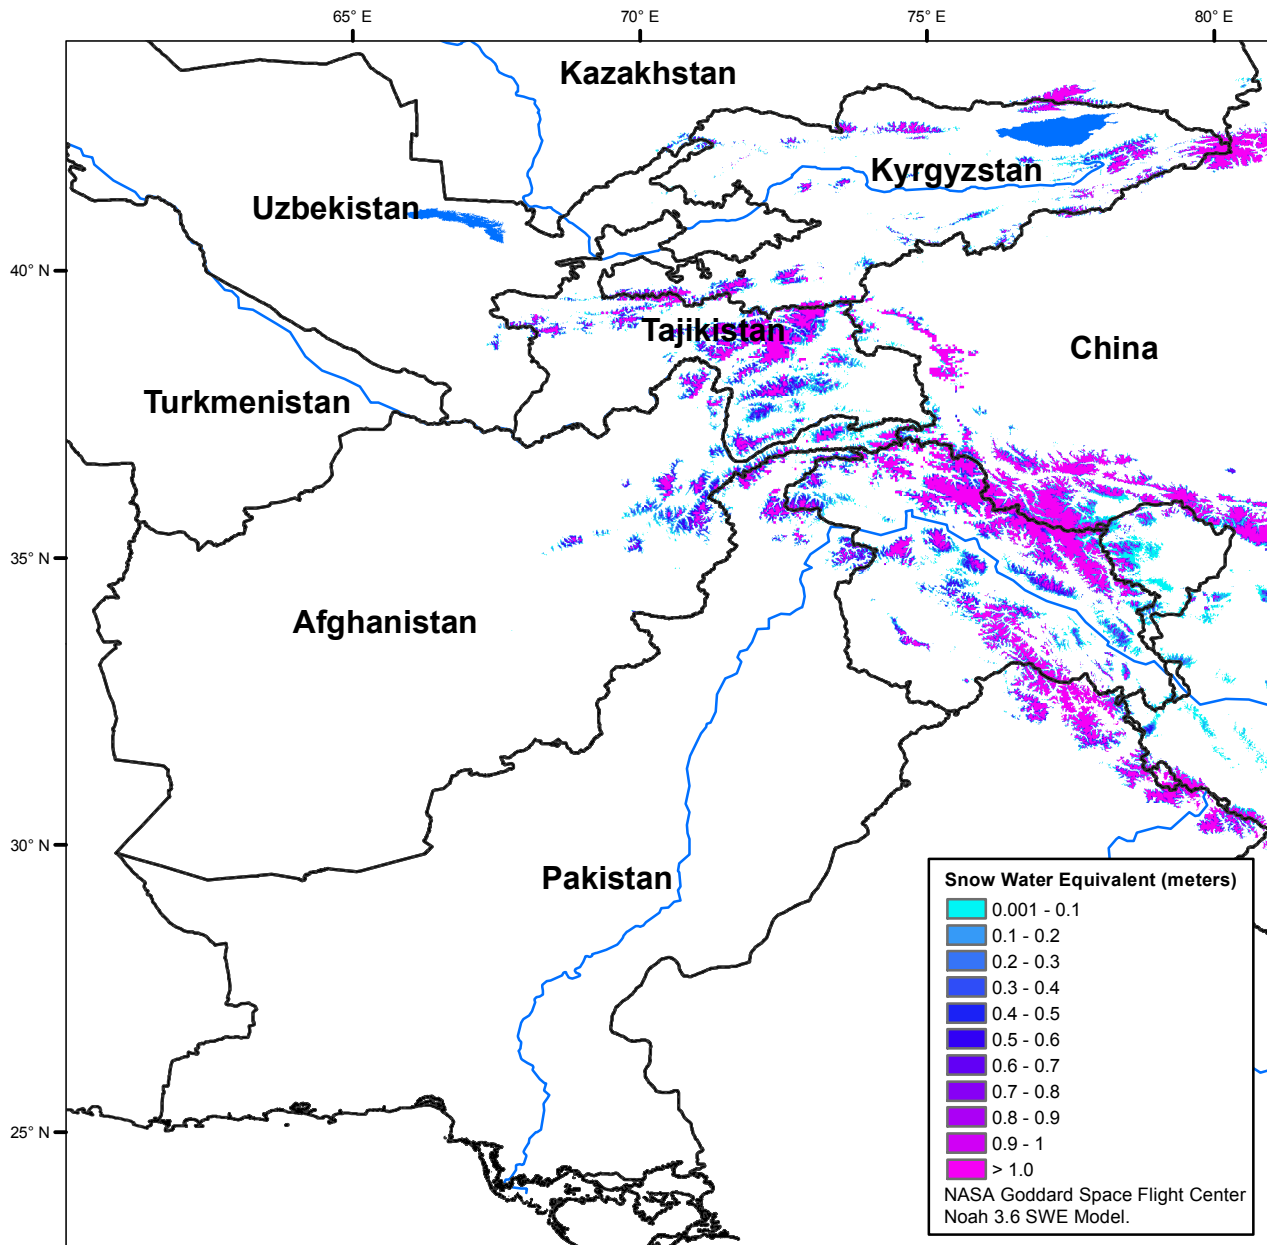 65° E
70° E
75° E
80° E
Kazakhstan
Kyrgyzstan
Uzbekistan
40° N
Tajikistan
China
Turkmenistan
35° N
Afghanistan
30° N
Pakistan
25° N
Snow Water Equivalent (meters)
0.001 - 0.1
0.1 - 0.2
0.2 - 0.3
0.3 - 0.4
0.4 - 0.5
0.5 - 0.6
0.6 - 0.7
0.7 - 0.8
0.8 - 0.9
0.9 - 1
> 1.0
NASA Goddard Space Flight Center
Noah 3.6 SWE Model.